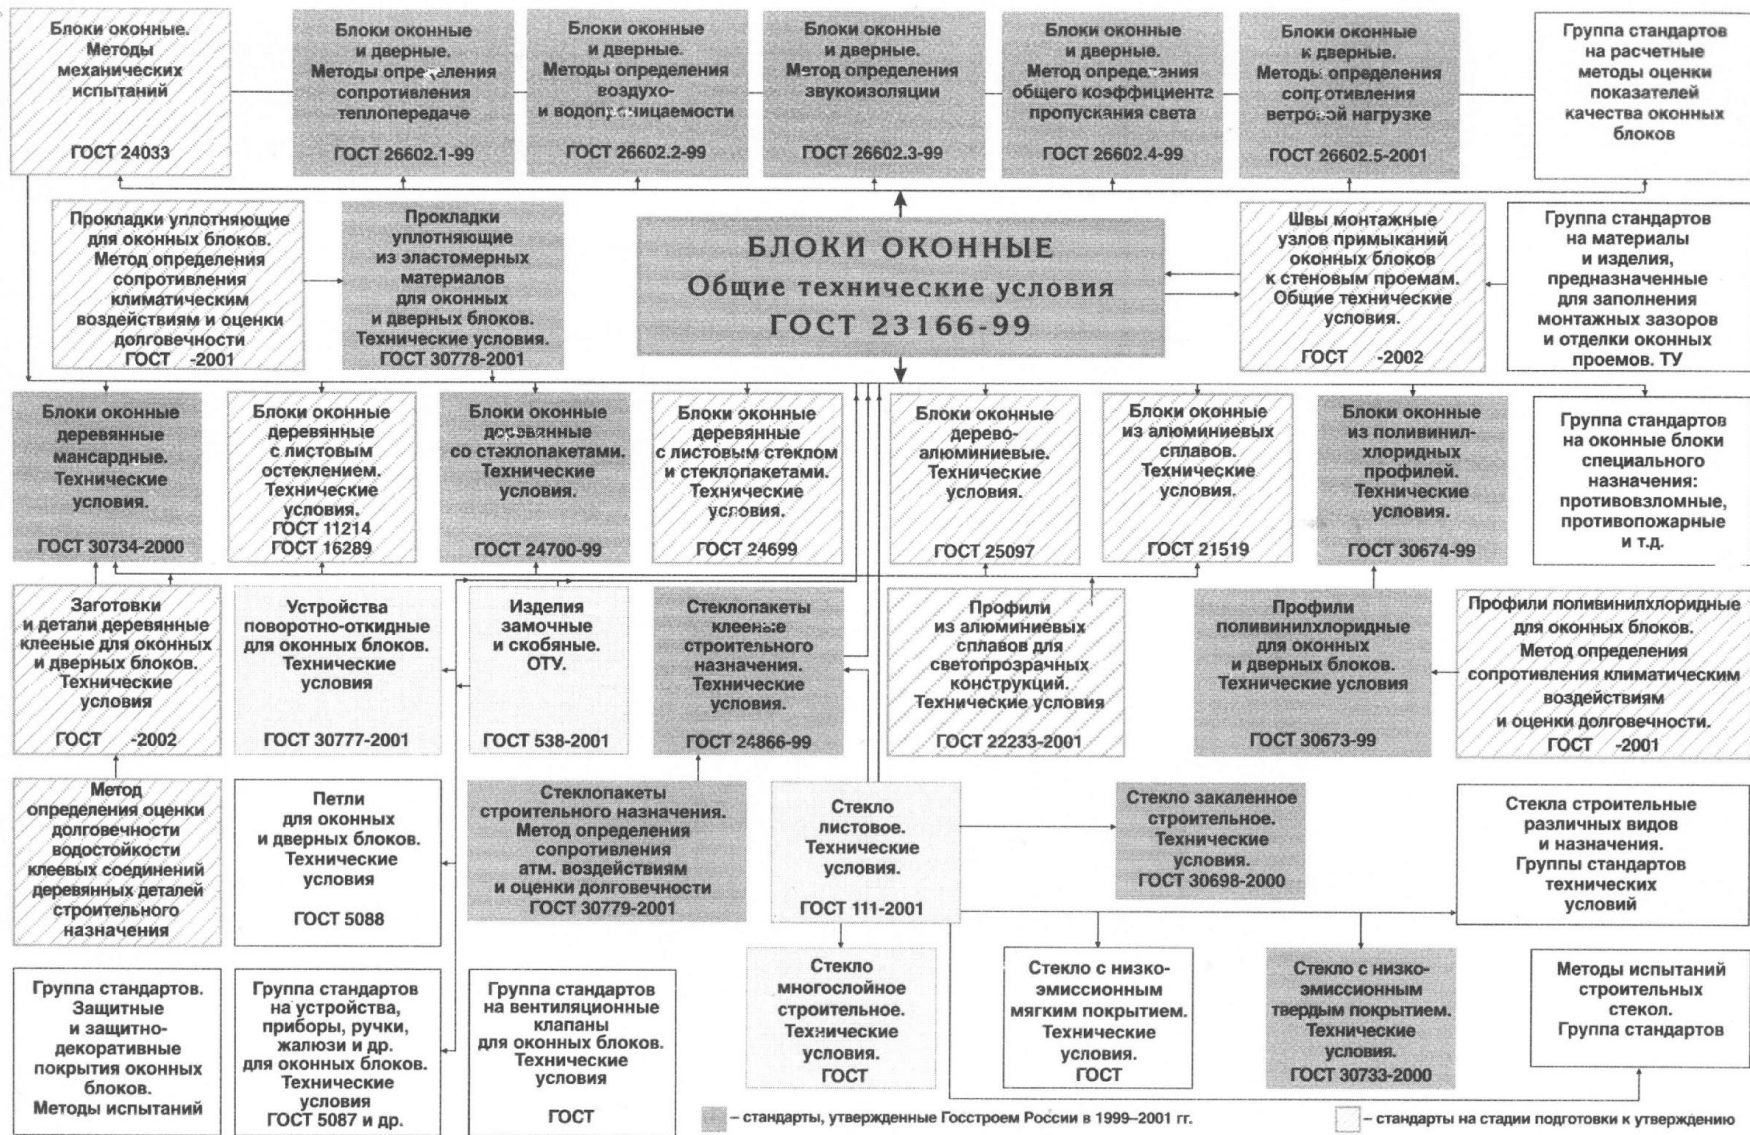 Блоки оконные.
Методы
механических
испытаний
ГОСТ 24033
Блоки оконные
и дверные.
Методы определения
сопротивления
теплопередаче
ГОСТ 26602.1-99
Блоки оконные
и дверные.
Методы определения
воздухо-
и водопроницаемости
ГОСТ 26602.2-99
Блоки оконные
и дверные.
Метод определения
звукоизоляции
ГОСТ 26602.3-99
Блоки оконные
и дверные.
Метод определения
общего коэффициента
пропускания света
ГОСТ 26602.4-99
Блоки оконные
и дверные.
Методы определения
сопротивления
ветровой нагрузке
ГОСТ 26602.5-2001
Группа стандартов
на расчетные
методы оценки
показателей
качества оконных
блоков
Прокладки уплотняющие
для оконных блоков.
Метод определения
сопротивления
климатическим
воздействиям и оценки
долговечности
ГОСТ -2001
Прокладки
уплотняющие
из эластомерных
материалов
для оконных
и дверных блоков.
Технические условия.
ГОСТ 30778-2001
БЛОКИ ОКОННЫЕ
Общие технические условия
ГОСТ 23166-99
Швы монтажные
узлов примыканий
оконных блоков
к стеновым проемам.
Общие технические
условия.
ГОСТ -2002
Группа стандартов
на материалы
и изделия,
предназначенные
для заполнения
монтажных зазоров
и отделки оконных
проемов. ТУ
Блоки оконные
деревянные
мансардные.
Технические
условия.
ГОСТ 30734-2000
Блоки оконные
деревянные
с листовым
остеклением.
Технические
условия.
ГОСТ 11214
ГОСТ 16289
Блоки оконные
деревянные
со стеклопакетами.
Технические
условия.
ГОСТ 24700-99
Блоки оконные
деревянные
с листовым стеклом
и стеклопакетами.
Технические
условия.
ГОСТ 24699
Блоки оконные
дерево-
алюминиевые.
Технические
условия.
ГОСТ 25097
Блоки оконные
из алюминиевых
сплавов.
Технические
условия.
ГОСТ 21519
Блоки оконные
из поливинил-
хлоридных
профилей.
Технические
условия.
ГОСТ 30674-99
Группа стандартов
на оконные блоки
специального
назначения:
противовзломные,
противопожарные
и т.д.
Заготовки
и детали деревянные
клееные для оконных
и дверных блоков.
Технические
условия
ГОСТ -2002
Устройства
поворотно-откидные
для оконных блоков.
Технические
условия
ГОСТ 30777-2001
Изделия
замочные
и скобяные.
ОТУ.
ГОСТ 538-2001
Стеклопакеты
клееные
строительного
назначения.
Технические
условия.
ГОСТ 24866-99
Профили
из алюминиевых
сплавов для
светопрозрачных
конструкций.
Технические условия
ГОСТ 22233-2001
Профили
поливинилхлоридные
для оконных
и дверных блоков.
Технические условия
ГОСТ 30673-99
Профили поливинилхлоридные
для оконных блоков.
Метод определения
сопротивления климатическим
воздействиям
и оценки долговечности.
ГОСТ -2001
Метод
определения оценки
долговечности
водостойкости
клеевых соединений
деревянных деталей
строительного
назначения
Петли
для оконных
и дверных блоков.
Технические
условия
ГОСТ 5088
Стеклопакеты
строительного назначения.
Метод определения
сопротивления
атм. воздействиям
и оценки долговечности
ГОСТ 30779-2001
Стекло
листовое.
Технические
условия.
ГОСТ 111-2001
Стекло закаленное
строительное.
Технические
условия.
ГОСТ 30698-2000
Стекла строительные
различных видов
и назначения.
Группы стандартов
технических
условий
Группа стандартов.
Защитные
и защитно-
декоративные
покрытия оконных
блоков.
Методы испытаний
Группа стандартов
на устройства,
приборы, ручки,
жалюзи и др.
для оконных блоков.
Технические
условия
ГОСТ 5087 и др.
Группа стандартов
на вентиляционные
клапаны
для оконных блоков.
Технические
условия
ГОСТ
Стекло
многослойное
строительное.
Технические
условия.
ГОСТ
Стекло с низко-
эмиссионным
мягким покрытием.
Технические
условия.
ГОСТ
Стекло с низко-
эмиссионным
твердым покрытием.
Технические
условия.
ГОСТ 30733-2000
Методы испытаний
строительных
стекол.
Группа стандартов
– стандарты, утвержденные Госстроем России в 1999–2001 гг.
– стандарты на стадии подготовки к утверждению